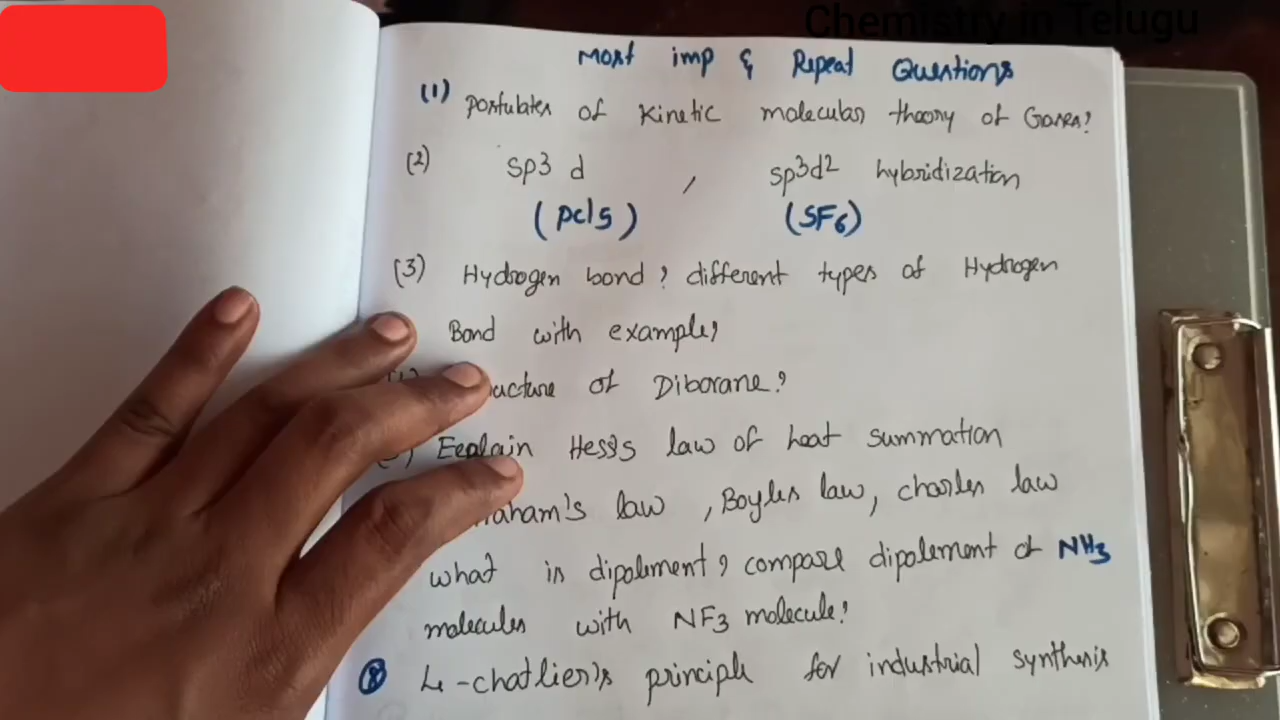 Chemistry in Telugu
Most imp & Repeat Questions
(1) Postulates of Kinetic molecular theory of Gases?
(2) sp3 d , sp3d2 hybridization
(pcl5) (SF6)
(3) Hydrogen bond? different types of Hydrogen
Bond with example?
ucture of Diborane?
Explain Hess's law of heat summation
raham's law , Boyles law, charles law
what is dipolement? compare dipolement of NH3
molecules with NF3 molecule?
(8) Le-chatlier's principle for industrial synthesis